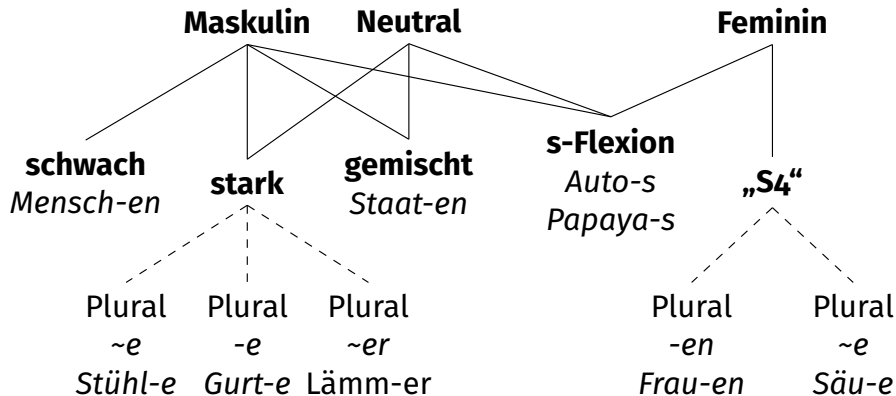 Maskulin Neutral Feminin
schwach
Mensch-en
stark
gemischt
Staat-en
s-Flexion
Auto-s
Papaya-s
„S4“
Plural
~e
Stühl-e
Plural
-e
Gurt-e
Plural
~er
Lämm-er
Plural
-en
Frau-en
Plural
~e
Säu-e